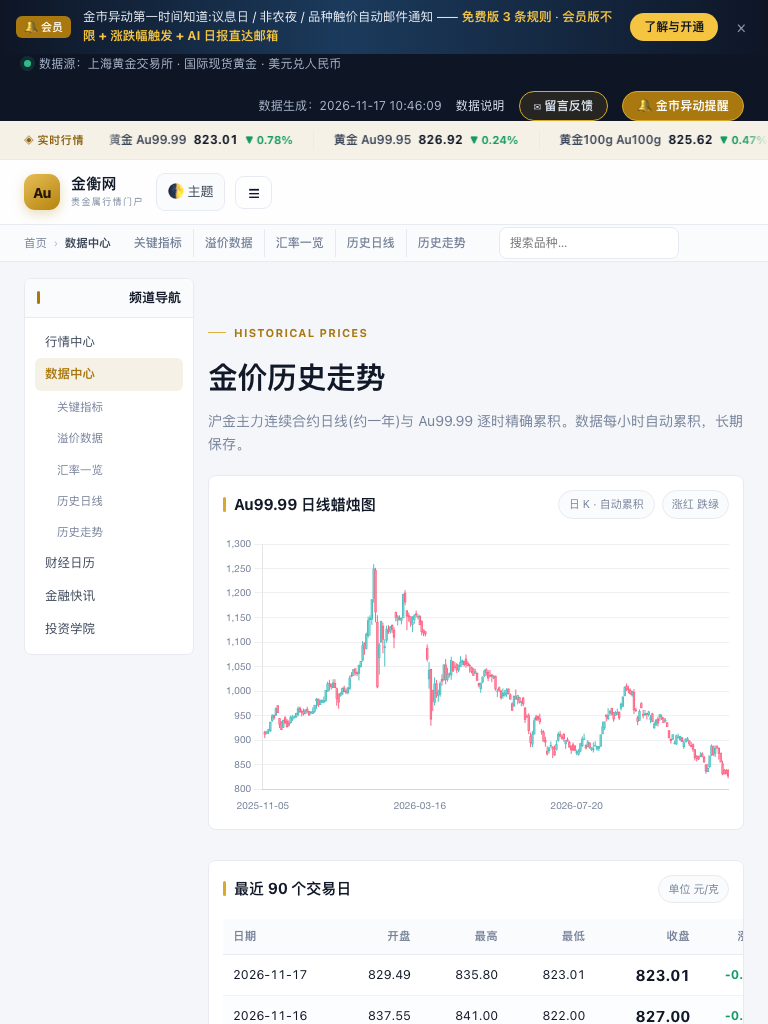 🔔 会员
金市异动第一时间知道:议息日 / 非农夜 / 品种触价自动邮件通知 —— 免费版 3 条规则 · 会员版不
限 + 涨跌幅触发 + AI 日报直达邮箱
了解与开通
×
数据源: 上海黄金交易所 · 国际现货黄金 · 美元兑人民币
数据生成: 2026-11-17 10:46:09 数据说明 ✉ 留言反馈 🔔 金市异动提醒
◈ 实时行情 黄金 Au99.99 823.01 ▼ 0.78% 黄金 Au99.95 826.92 ▼ 0.24% 黄金100g Au100g 825.62 ▼ 0.47%
Au
金衡网
贵金属行情门户
🌓 主题
☰
首页 › 数据中心 关键指标 溢价数据 汇率一览 历史日线 历史走势 搜索品种...
频道导航
行情中心
数据中心
关键指标
溢价数据
汇率一览
历史日线
历史走势
财经日历
金融快讯
投资学院
HISTORICAL PRICES
金价历史走势
沪金主力连续合约日线(约一年)与 Au99.99 逐时精确累积。数据每小时自动累积，长期
保存。
Au99.99 日线蜡烛图 日 K · 自动累积 涨红 跌绿
1,300
1,250
1,200
1,150
1,100
1,050
1,000
950
900
850
800
2025-11-05 2026-03-16 2026-07-20
最近 90 个交易日 单位 元/克
日期 开盘 最高 最低 收盘
2026-11-17 829.49 835.80 823.01 823.01 -0.
2026-11-16 837.55 841.00 822.00 827.00 -0.